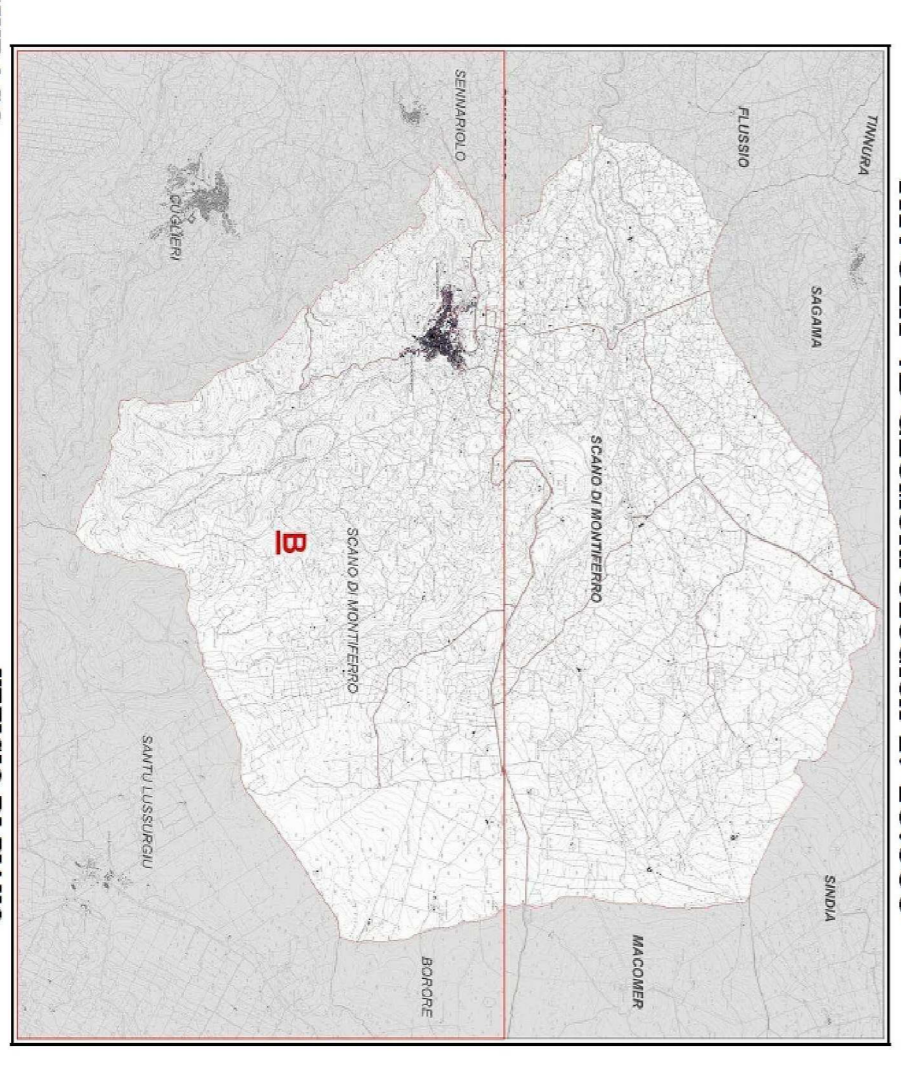 TINNURA
SINDIA
SAGAMA
FLUSSIO
MACOMER
SCANO DI MONTIFERRO
SENNARIOLO
BORORE
SCANO DI MONTIFERRO
B
CUGLIERI
SANTU LUSSURGIU